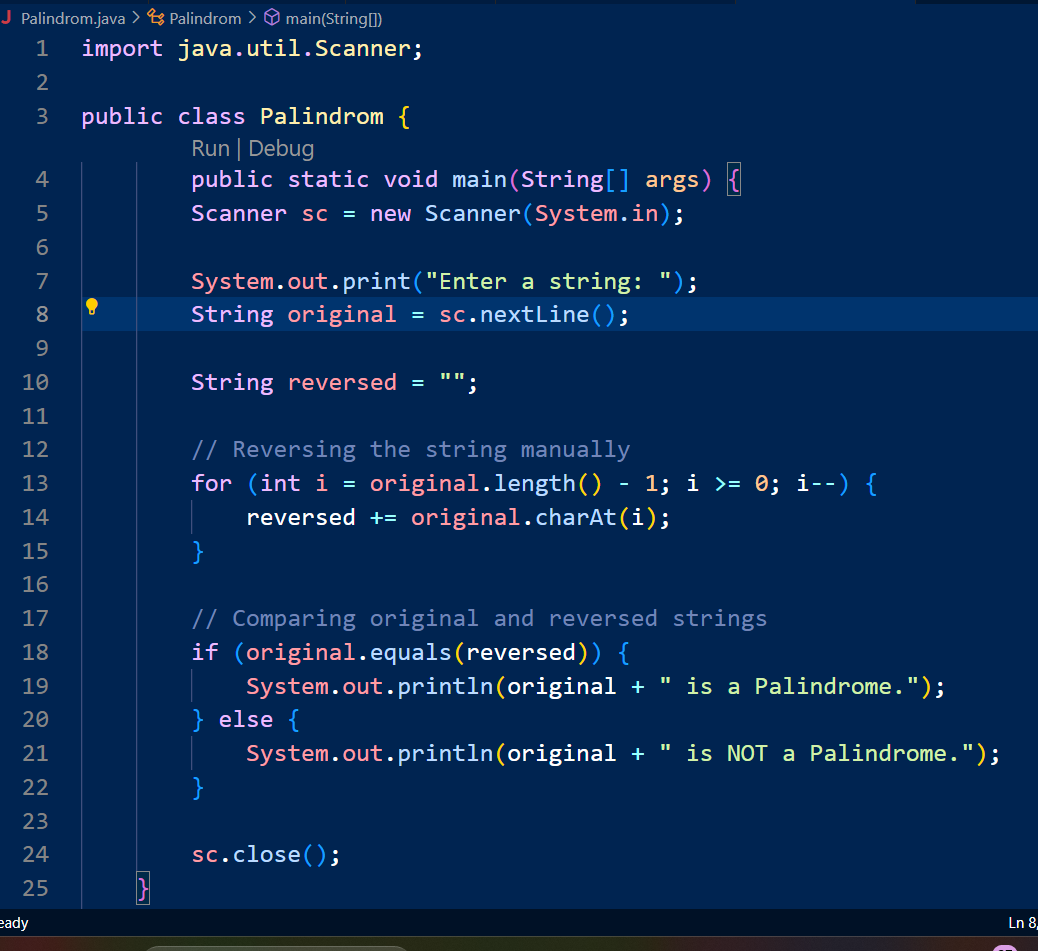 Palindrom.java > Palindrom > main(String[])
1 import java.util.Scanner;
2
3 public class Palindrom {
Run | Debug
4 public static void main(String[] args) {
5 Scanner sc = new Scanner(System.in);
6
7 System.out.print("Enter a string: ");
8 String original = sc.nextLine();
9
10 String reversed = "";
11
12 // Reversing the string manually
13 for (int i = original.length() - 1; i >= 0; i--) {
14 reversed += original.charAt(i);
15 }
16
17 // Comparing original and reversed strings
18 if (original.equals(reversed)) {
19 System.out.println(original + " is a Palindrome.");
20 } else {
21 System.out.println(original + " is NOT a Palindrome.");
22 }
23
24 sc.close();
25 }
eady
Ln 8,